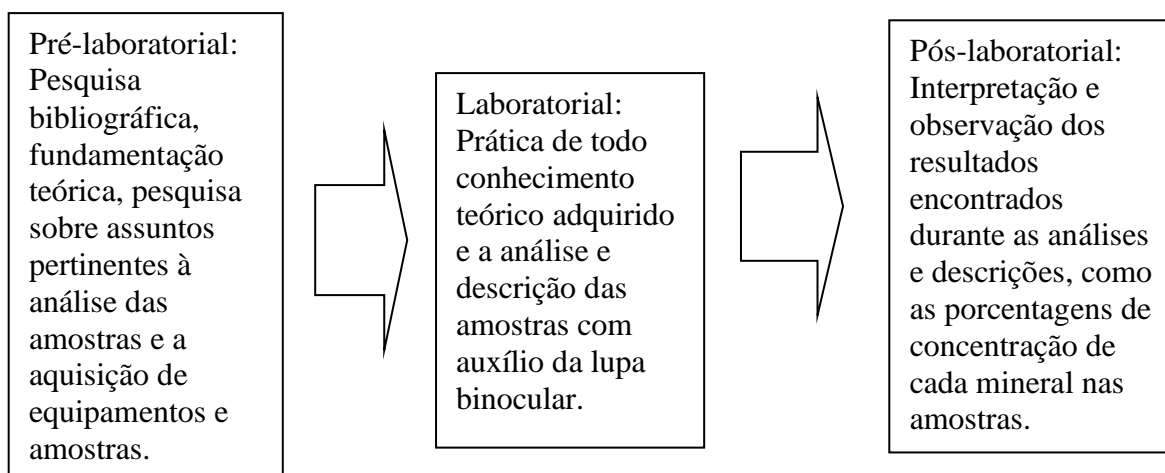 Pré-laboratorial:
Pesquisa
bibliográfica,
fundamentação
teórica, pesquisa
sobre assuntos
pertinentes à
análise das
amostras e a
aquisição de
equipamentos e
amostras.
Laboratorial:
Prática de todo
conhecimento
teórico adquirido
e a análise e
descrição das
amostras com
auxílio da lupa
binocular.
Pós-laboratorial:
Interpretação e
observação dos
resultados
encontrados
durante as análises
e descrições, como
as porcentagens de
concentração de
cada mineral nas
amostras.